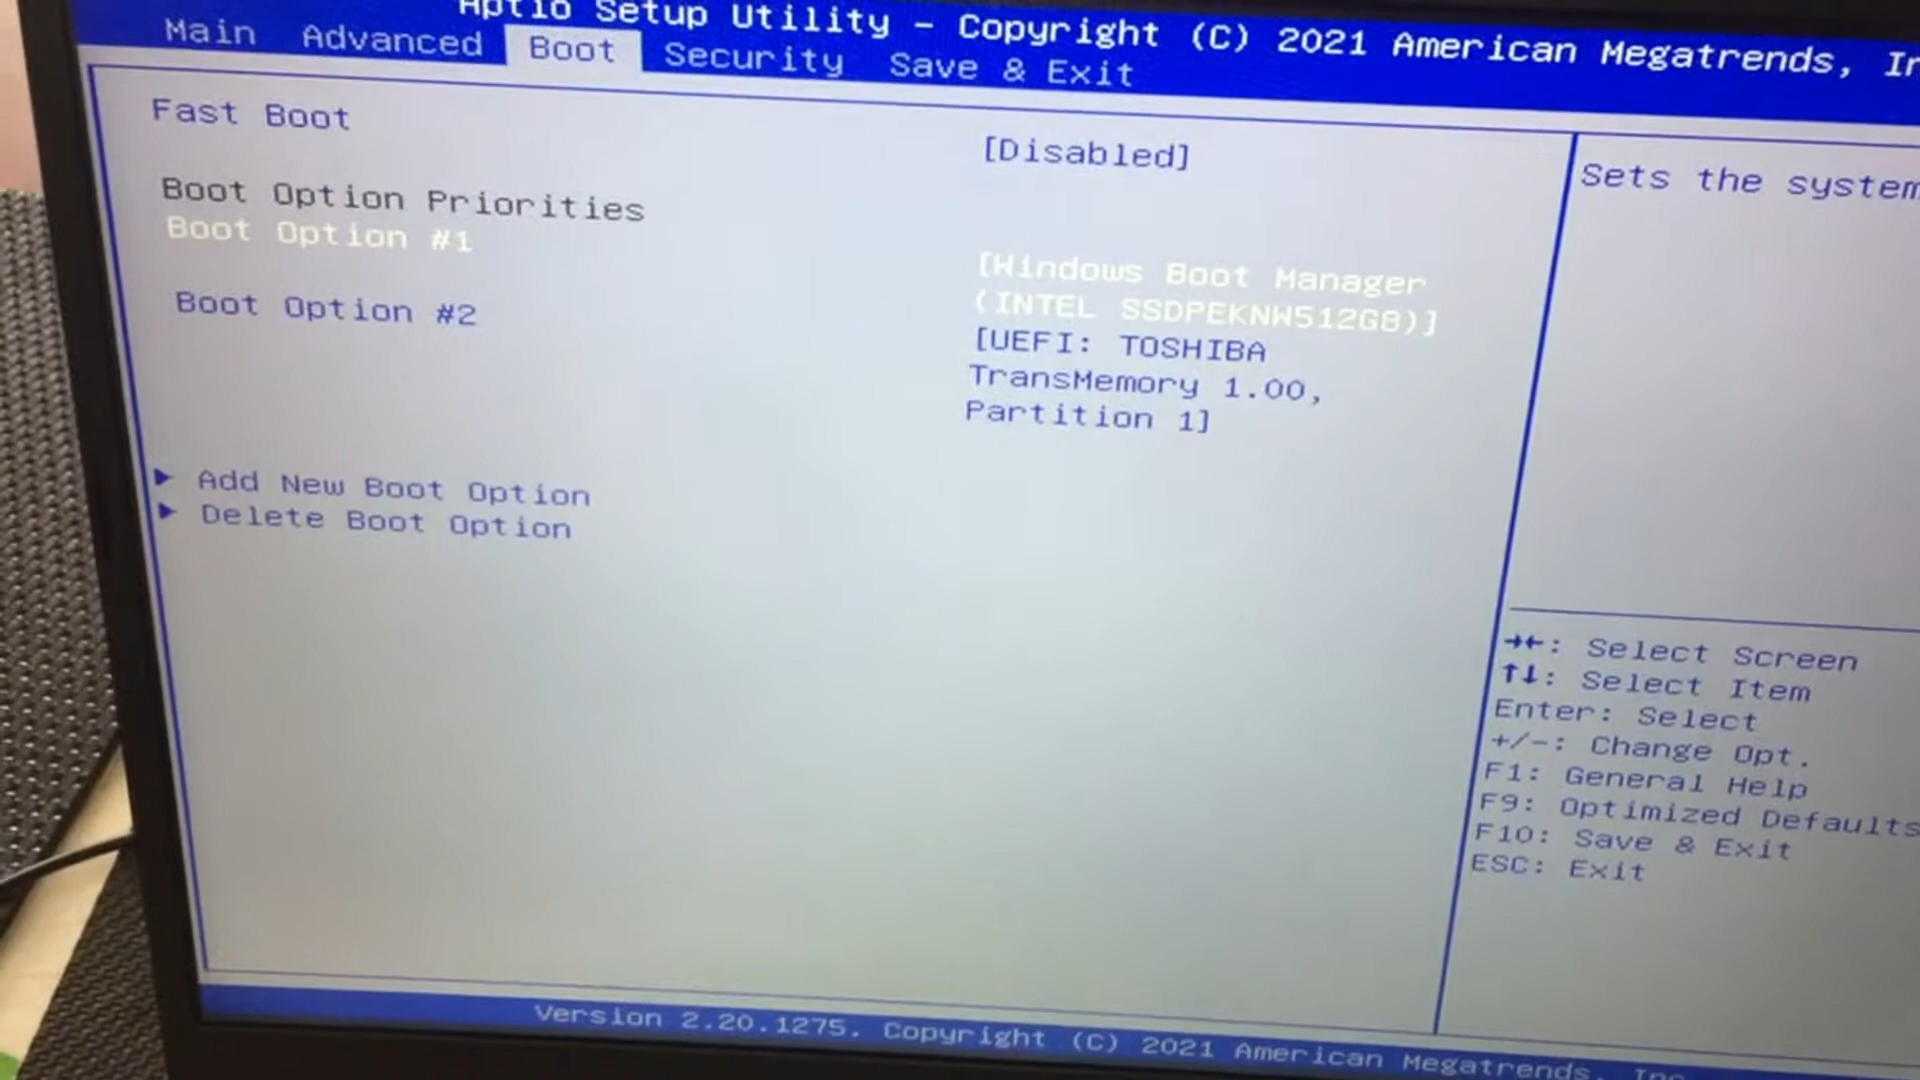 Aptio Setup Utility – Copyright (C) 2021 American Megatrends,
Main Advanced Boot Security Save & Exit
Fast Boot [Disabled]
Boot Option Priorities
Boot Option #1 [Windows Boot Manager
(INTEL SSDPEKNW512G8)]
Boot Option #2 [UEFI: TOSHIBA
TransMemory 1.00,
Partition 1]
► Add New Boot Option
► Delete Boot Option
Sets the system
→←: Select Screen
↑↓: Select Item
Enter: Select
+/-: Change Opt.
F1: General Help
F9: Optimized Defaults
F10: Save & Exit
ESC: Exit
Version 2.20.1275. Copyright (C) 2021 American Megatrends,